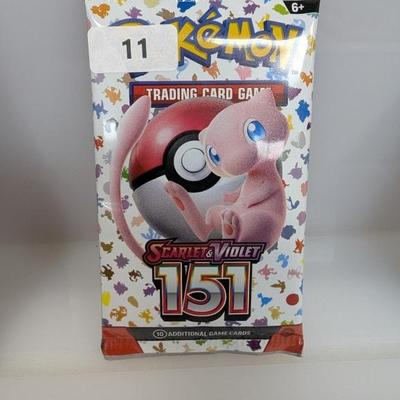 11
POKÉMON
6+
TRADING CARD GAME
SCARLET & VIOLET
151
10 ADDITIONAL GAME CARDS